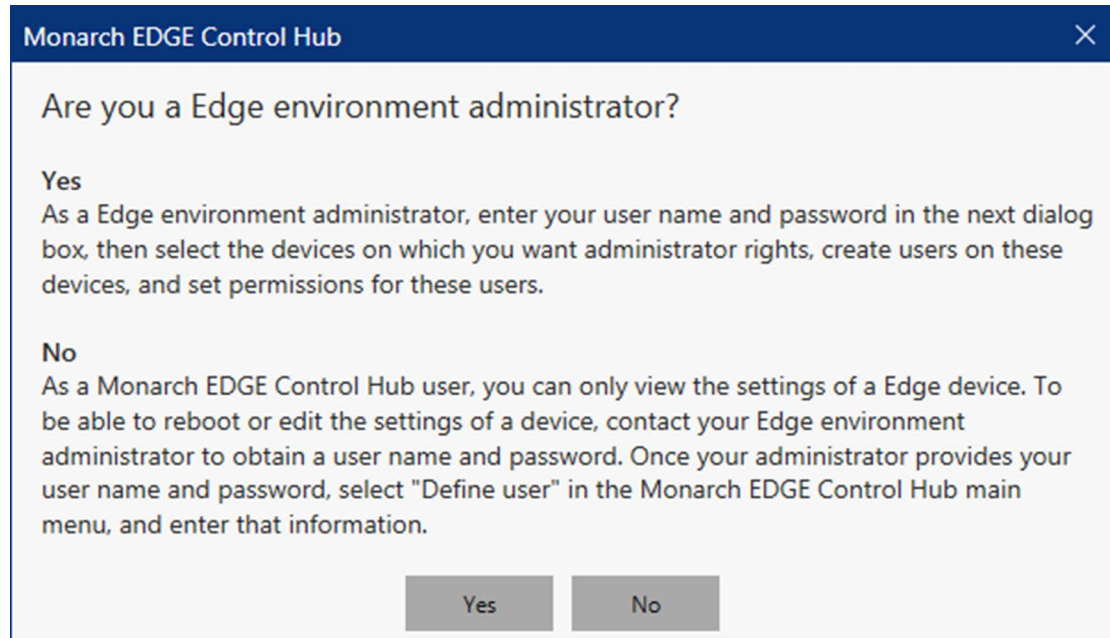 Monarch EDGE Control Hub
Are you a Edge environment administrator?
Yes
As a Edge environment administrator, enter your user name and password in the next dialog
box, then select the devices on which you want administrator rights, create users on these
devices, and set permissions for these users.
No
As a Monarch EDGE Control Hub user, you can only view the settings of a Edge device. To
be able to reboot or edit the settings of a device, contact your Edge environment
administrator to obtain a user name and password. Once your administrator provides your
user name and password, select "Define user" in the Monarch EDGE Control Hub main
menu, and enter that information.
Yes No